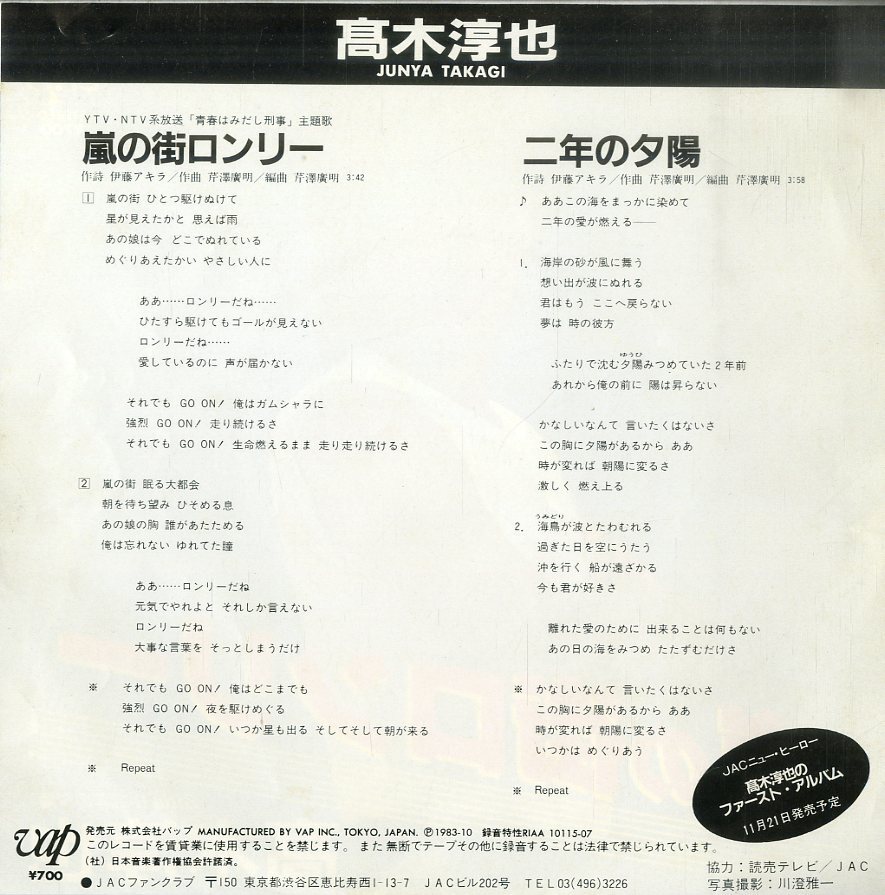 髙木淳也
JUNYA TAKAGI
YTV・NTV系放送「青春はみだし刑事」主題歌
嵐の街ロンリー
作詩 伊藤アキラ／作曲 芹澤廣明／編曲 芹澤廣明 3:42
1 嵐の街 ひとつ駆けぬけて
星が見えたかと 思えば雨
あの娘は今 どこでぬれている
めぐりあえたかい やさしい人に
ああ……ロンリーだね……
ひたすら駆けてもゴールが見えない
ロンリーだね……
愛しているのに 声が届かない
それでも GO ON! 俺はガムシャラに
強烈 GO ON! 走り続けるさ
それでも GO ON! 生命燃えるまま 走り走り続けるさ
2 嵐の街 眠る大都会
朝を待ち望み ひそめる息
あの娘の胸 誰があたためる
俺は忘れない ゆれてた瞳
ああ……ロンリーだね
元気でやれよと それしか言えない
ロンリーだね
大事な言葉を そっとしまうだけ
※ それでも GO ON! 俺はどこまでも
強烈 GO ON! 夜を駆けめぐる
それでも GO ON! いつか星も出る そしてそして朝が来る
※ Repeat
二年の夕陽
作詩 伊藤アキラ／作曲 芹澤廣明／編曲 芹澤廣明 3:58
♪ ああこの海をまっかに染めて
二年の愛が燃える──
1. 海岸の砂が風に舞う
想い出が波にぬれる
君はもう ここへ戻らない
夢は 時の彼方
ゆうひ
ふたりで沈む夕陽みつめていた2年前
あれから俺の前に 陽は昇らない
かなしいなんて 言いたくはないさ
この胸に夕陽があるから ああ
時が変れば 朝陽に変るさ
激しく 燃え上る
うみどり
2. 海鳥が波とたわむれる
過ぎた日を空にうたう
沖を行く 船が遠ざかる
今も君が好きさ
離れた愛のために 出来ることは何もない
あの日の海をみつめ たたずむだけさ
※ かなしいなんて 言いたくはないさ
この胸に夕陽があるから ああ
時が変れば 朝陽に変るさ
いつかは めぐりあう
※ Repeat
JACニュー・ヒーロー
髙木淳也の
ファースト・アルバム
11月21日発売予定
vap
¥700
発売元 株式会社バップ MANUFACTURED BY VAP INC., TOKYO, JAPAN. Ⓟ1983-10 録音特性RIAA 10115-07
このレコードを賃貸業に使用することを禁じます。また無断でテープその他に録音することは法律で禁じられています。
(社)日本音楽著作権協会許諾済。
●JACファンクラブ 〒150 東京都渋谷区恵比寿西1-13-7 JACビル202号 TEL03(496)3226
協力：読売テレビ／JAC
写真撮影：川澄雅一